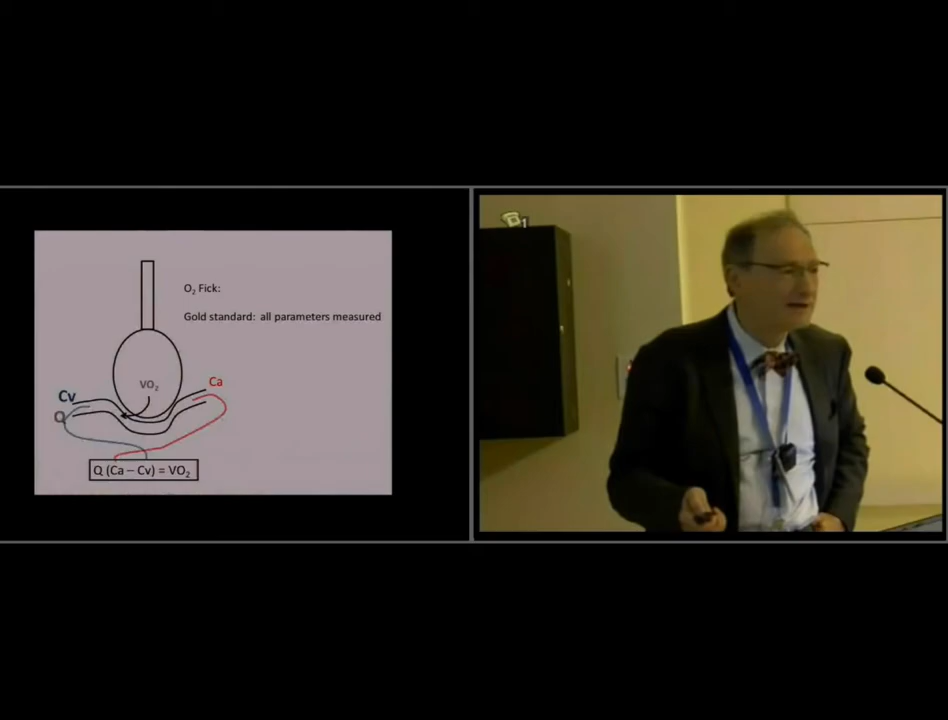 O₂ Fick:
Gold standard: all parameters measured
VO₂
Ca
Cv
Q
Q (Ca – Cv) = VO₂